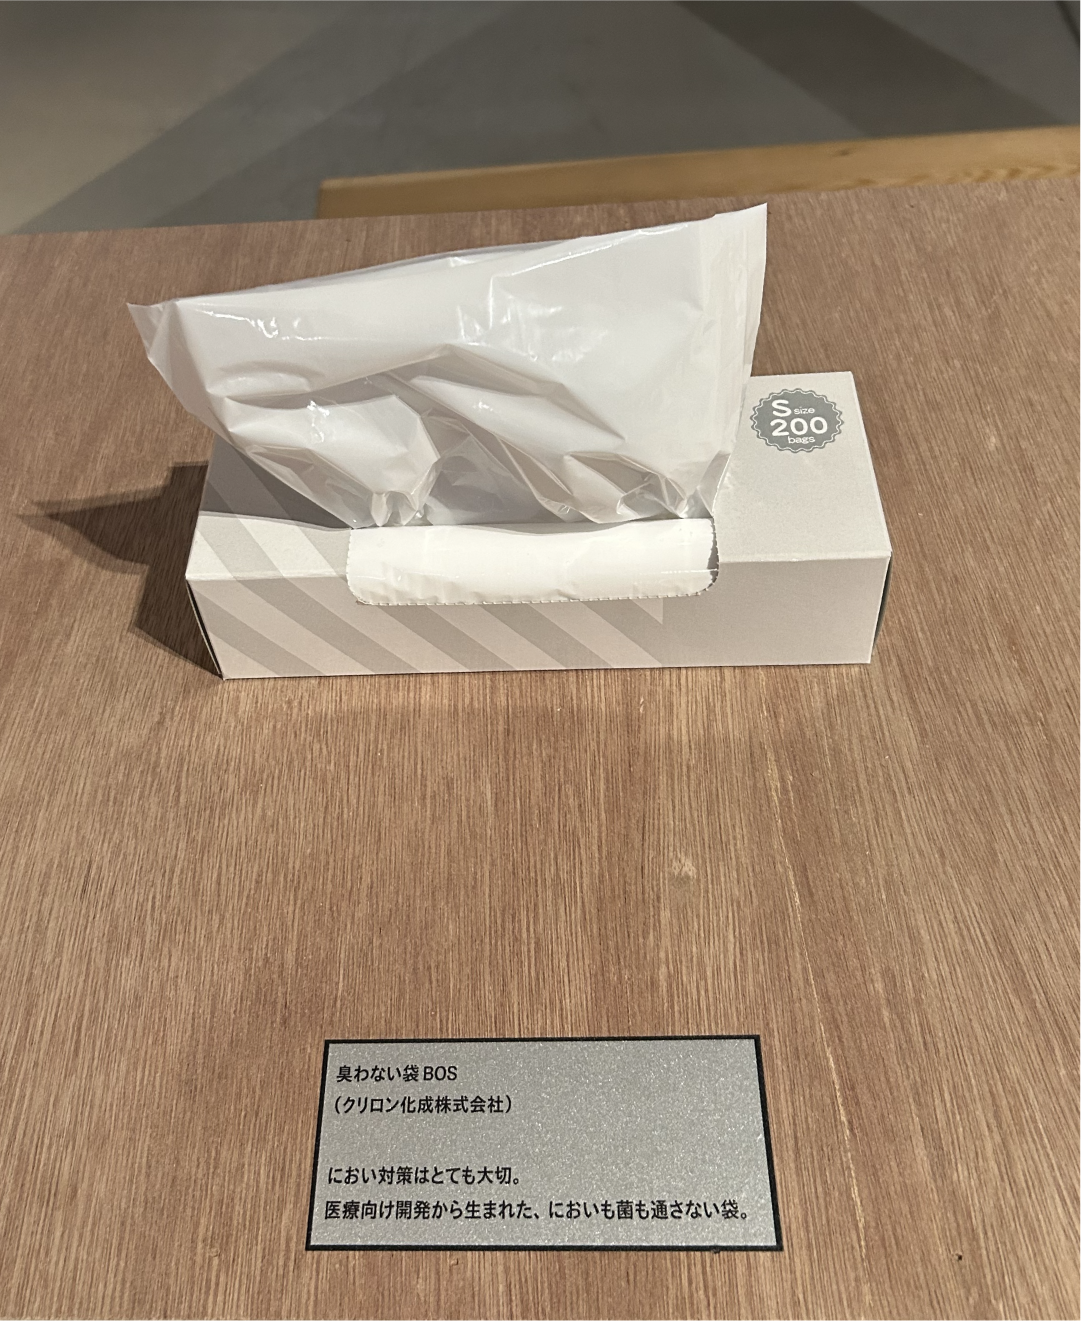 S size
200
bags
臭わない袋 BOS
（クリロン化成株式会社）
におい対策はとても大切。
医療向け開発から生まれた、においも菌も通さない袋。